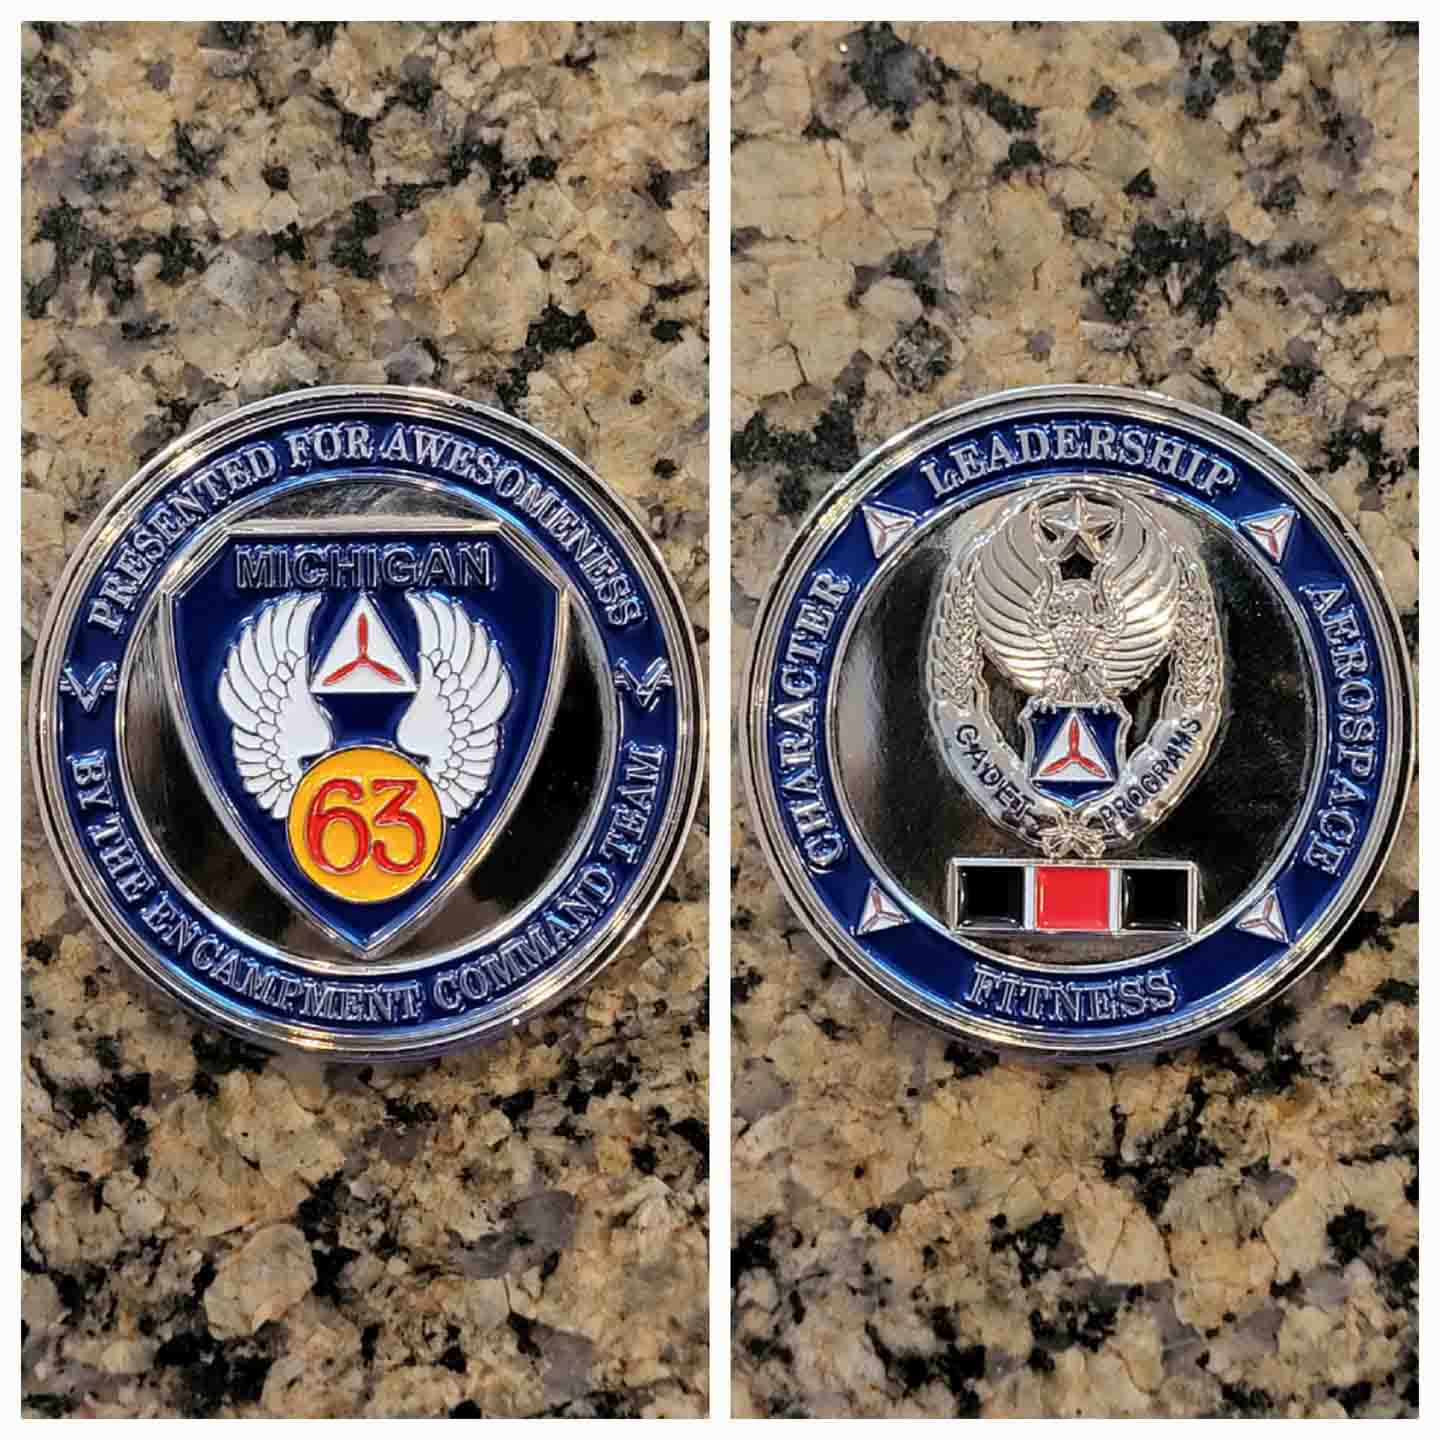 PRESENTED FOR AWESOMENESS
MICHIGAN
63
BY THE ENCAMPMENT COMMAND TEAM
LEADERSHIP
CHARACTER
AEROSPACE
CADET PROGRAMS
FITNESS